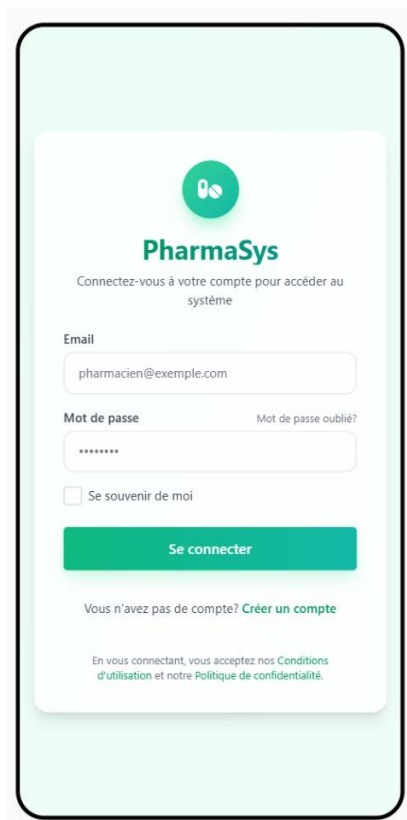 PharmaSys
Connectez-vous à votre compte pour accéder au
système
Email
pharmacien@exemple.com
Mot de passe Mot de passe oublié?
••••••••
Se souvenir de moi
Se connecter
Vous n'avez pas de compte? Créer un compte
En vous connectant, vous acceptez nos Conditions
d'utilisation et notre Politique de confidentialité.